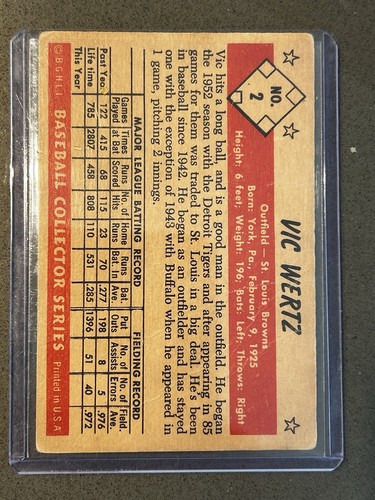 NO.
2
VIC WERTZ
Outfield — St. Louis Browns
Born: York, Pa., February 9, 1925
Height: 6 feet; Weight: 196; Bats: Left; Throws: Right
Vic hits a long ball, and is a good man in the outfield. He began
the 1952 season with the Detroit Tigers and after appearing in 85
games for them was traded to St. Louis in a big deal. He's been
in baseball since 1942. He began as an outfielder and has stayed
one with the exception of 1943 with Buffalo when he appeared in
1 game, pitching 2 innings.
MAJOR LEAGUE BATTING RECORD FIELDING RECORD
Games Times Runs No. of Home Runs Bat. Put No. of No. of Field.
Played at Bat Scored Hits Runs Bat. In Ave. Outs Assists Errors Ave.
Past Year 122 415 68 115 23 70 .277 198 8 5 .976
Life time 785 2807 458 808 110 531 .285 1396 51 40 .972
This Year
© B.G.H.L.I. BASEBALL COLLECTOR SERIES Printed in U.S.A